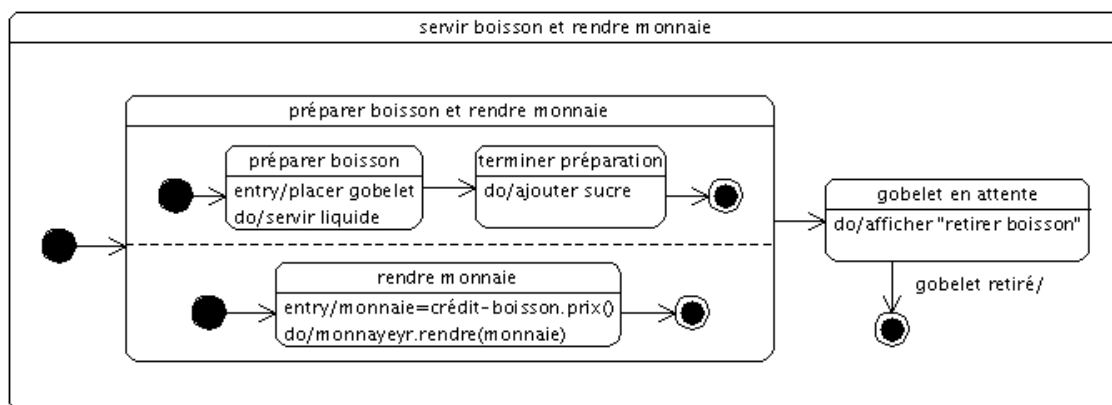 servir boisson et rendre monnaie
préparer boisson et rendre monnaie
préparer boisson
entry/placer gobelet
do/servir liquide
terminer préparation
do/ajouter sucre
rendre monnaie
entry/monnaie=crédit-boisson.prix()
do/monnayeyr.rendre(monnaie)
gobelet en attente
do/afficher "retirer boisson"
gobelet retiré/